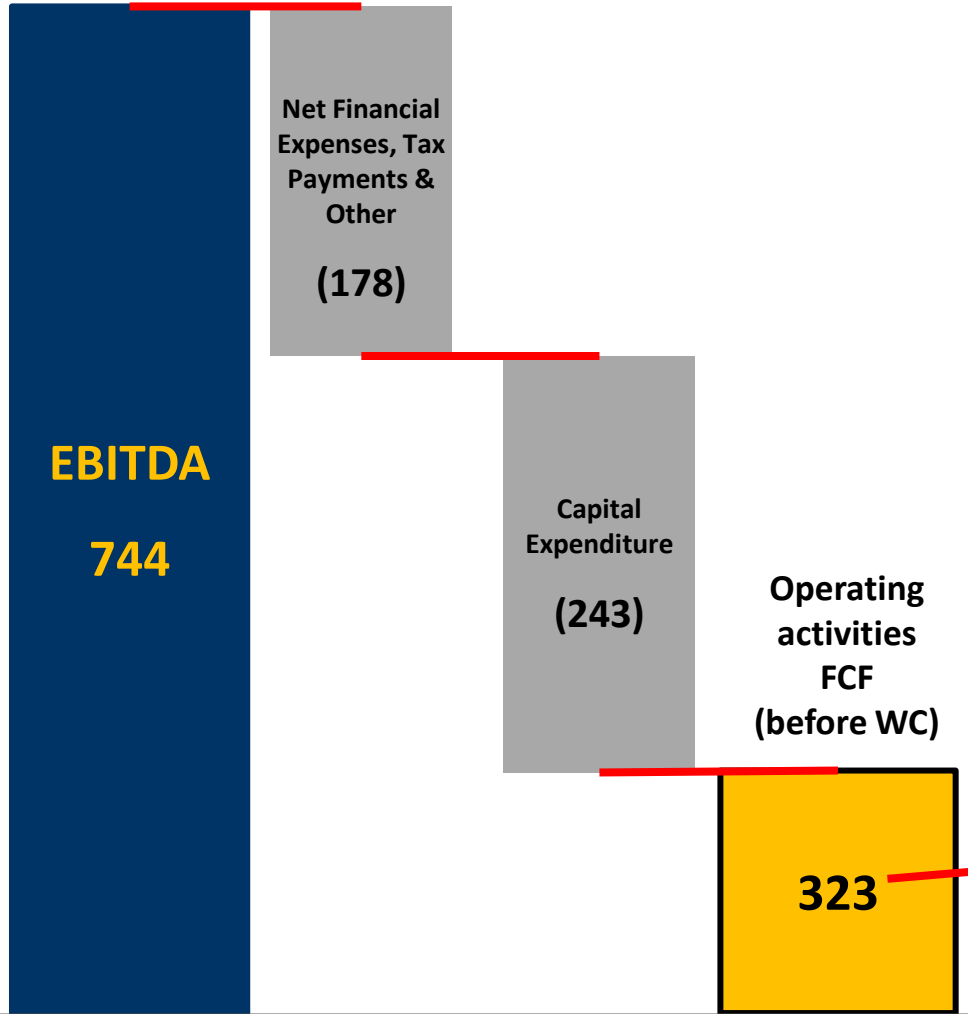 Net Financial
Expenses, Tax
Payments &
Other
(178)
EBITDA
744
Capital
Expenditure
(243)
Operating
activities
FCF
(before WC)
323